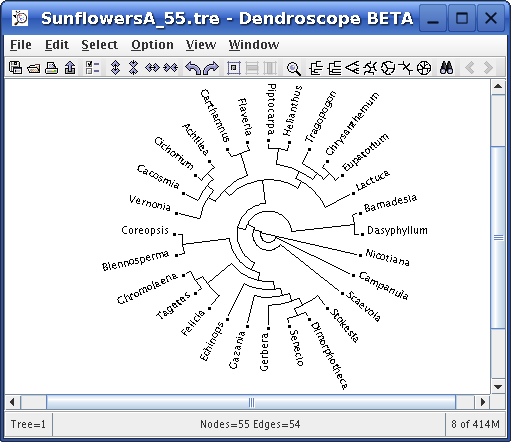 SunflowersA_55.tre - Dendroscope BETA
File Edit Select Option View Window
Piptocarpa
Helianthus
Tragopogon
Chrysanthemum
Eupatorium
Lactuca
Barnadesia
Dasyphyllum
Nicotiana
Campanula
Scaevola
Stokesia
Dimorphotheca
Senecio
Gerbera
Gazania
Echinops
Felicia
Tagetes
Chromolaena
Blennosperma
Coreopsis
Vernonia
Cacosmia
Cichorium
Achillea
Carthamnus
Flaveria
Tree=1 Nodes=55 Edges=54 8 of 414M